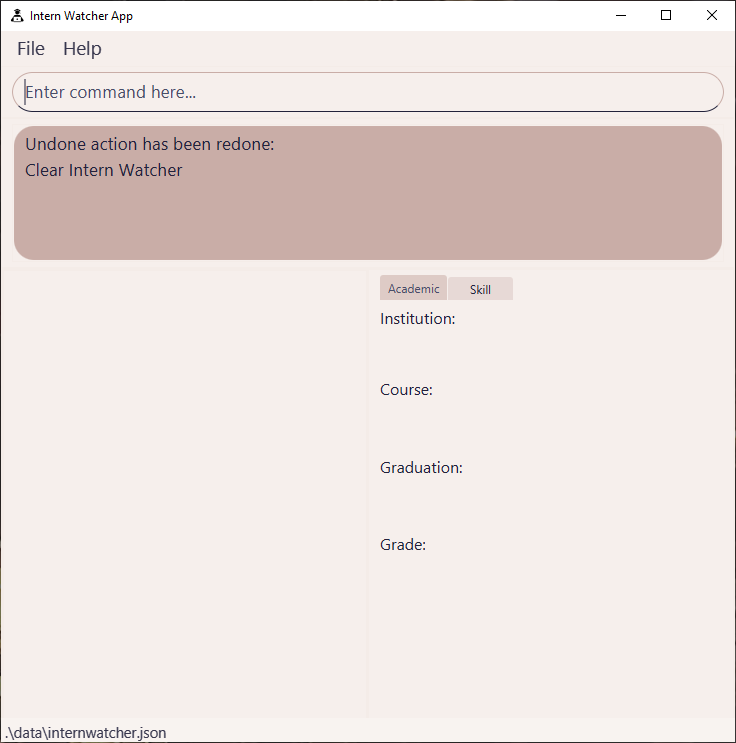 Intern Watcher App
File Help
Enter command here...
Undone action has been redone:
Clear Intern Watcher
Academic Skill
Institution:
Course:
Graduation:
Grade:
.\data\internwatcher.json